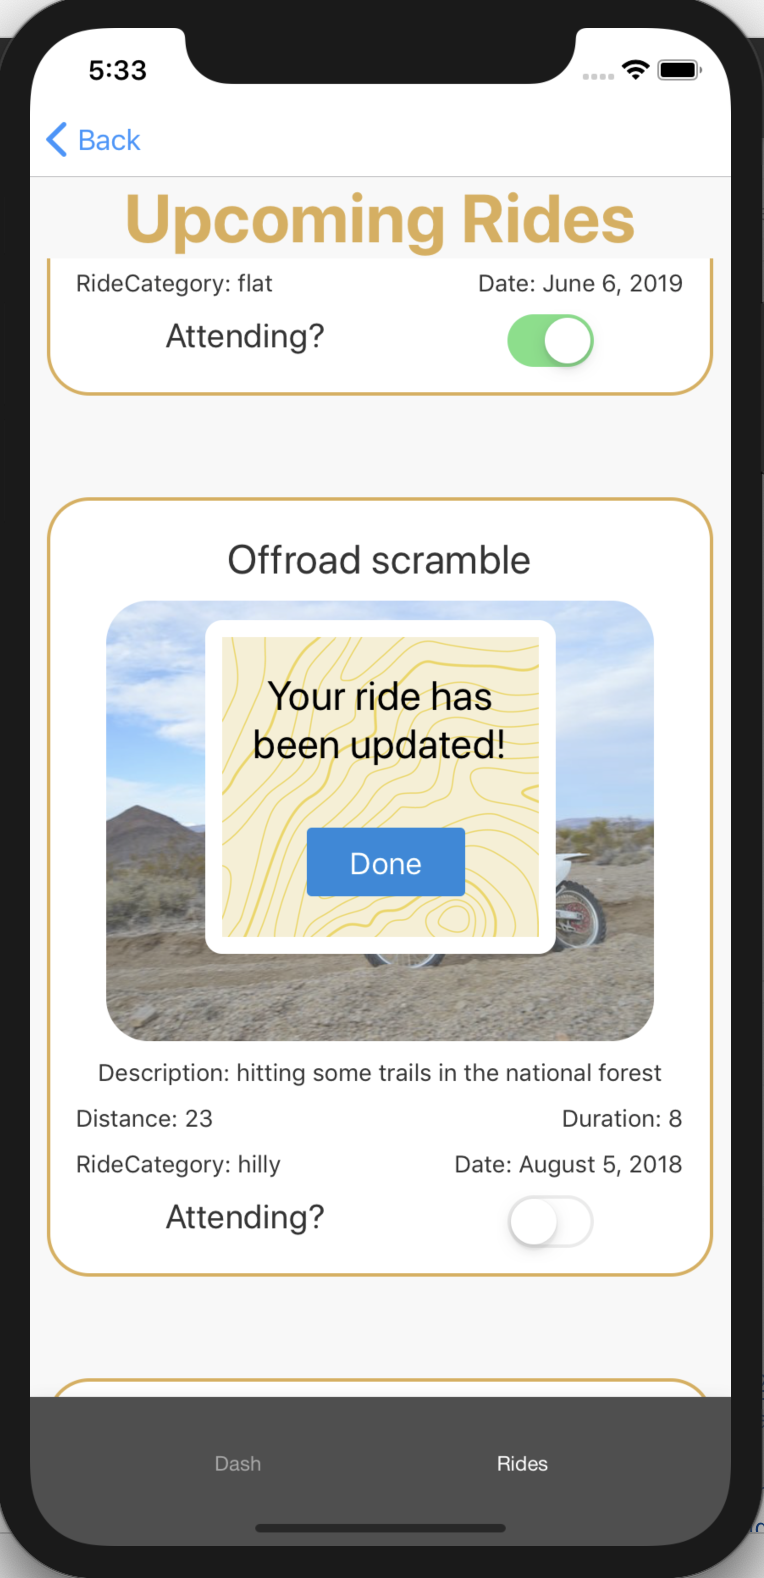 5:33
Back
Upcoming Rides
RideCategory: flat
Date: June 6, 2019
Attending?
Offroad scramble
Your ride has
been updated!
Done
Description: hitting some trails in the national forest
Distance: 23
Duration: 8
RideCategory: hilly
Date: August 5, 2018
Attending?
Dash
Rides